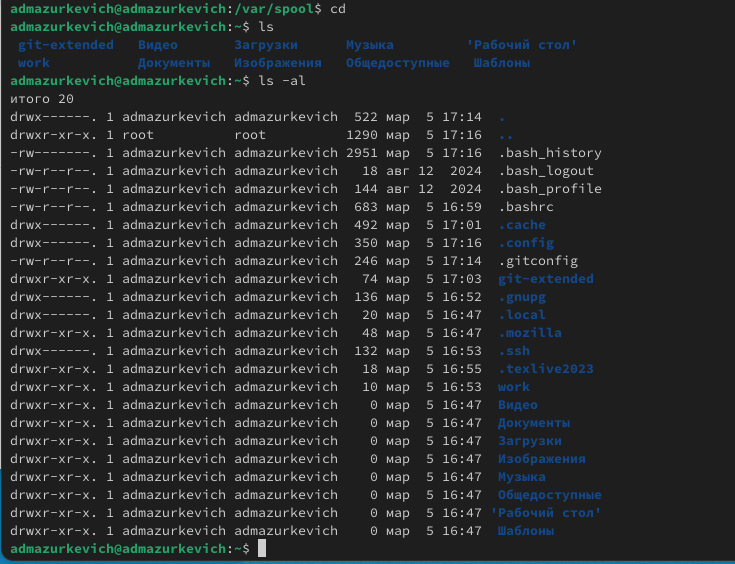 admazurkevich@admazurkevich:/var/spool$ cd
admazurkevich@admazurkevich:~$ ls
git-extended Видео Загрузки Музыка 'Рабочий стол'
work Документы Изображения Общедоступные Шаблоны
admazurkevich@admazurkevich:~$ ls -al
итого 20
drwx------. 1 admazurkevich admazurkevich 522 мар 5 17:14 .
drwxr-xr-x. 1 root root 1290 мар 5 17:16 ..
-rw-------. 1 admazurkevich admazurkevich 2951 мар 5 17:16 .bash_history
-rw-r--r--. 1 admazurkevich admazurkevich 18 авг 12 2024 .bash_logout
-rw-r--r--. 1 admazurkevich admazurkevich 144 авг 12 2024 .bash_profile
-rw-r--r--. 1 admazurkevich admazurkevich 683 мар 5 16:59 .bashrc
drwx------. 1 admazurkevich admazurkevich 492 мар 5 17:01 .cache
drwx------. 1 admazurkevich admazurkevich 350 мар 5 17:16 .config
-rw-r--r--. 1 admazurkevich admazurkevich 246 мар 5 17:14 .gitconfig
drwxr-xr-x. 1 admazurkevich admazurkevich 74 мар 5 17:03 git-extended
drwx------. 1 admazurkevich admazurkevich 136 мар 5 16:52 .gnupg
drwx------. 1 admazurkevich admazurkevich 20 мар 5 16:47 .local
drwxr-xr-x. 1 admazurkevich admazurkevich 48 мар 5 16:47 .mozilla
drwx------. 1 admazurkevich admazurkevich 132 мар 5 16:53 .ssh
drwxr-xr-x. 1 admazurkevich admazurkevich 18 мар 5 16:55 .texlive2023
drwxr-xr-x. 1 admazurkevich admazurkevich 10 мар 5 16:53 work
drwxr-xr-x. 1 admazurkevich admazurkevich 0 мар 5 16:47 Видео
drwxr-xr-x. 1 admazurkevich admazurkevich 0 мар 5 16:47 Документы
drwxr-xr-x. 1 admazurkevich admazurkevich 0 мар 5 16:47 Загрузки
drwxr-xr-x. 1 admazurkevich admazurkevich 0 мар 5 16:47 Изображения
drwxr-xr-x. 1 admazurkevich admazurkevich 0 мар 5 16:47 Музыка
drwxr-xr-x. 1 admazurkevich admazurkevich 0 мар 5 16:47 Общедоступные
drwxr-xr-x. 1 admazurkevich admazurkevich 0 мар 5 16:47 'Рабочий стол'
drwxr-xr-x. 1 admazurkevich admazurkevich 0 мар 5 16:47 Шаблоны
admazurkevich@admazurkevich:~$